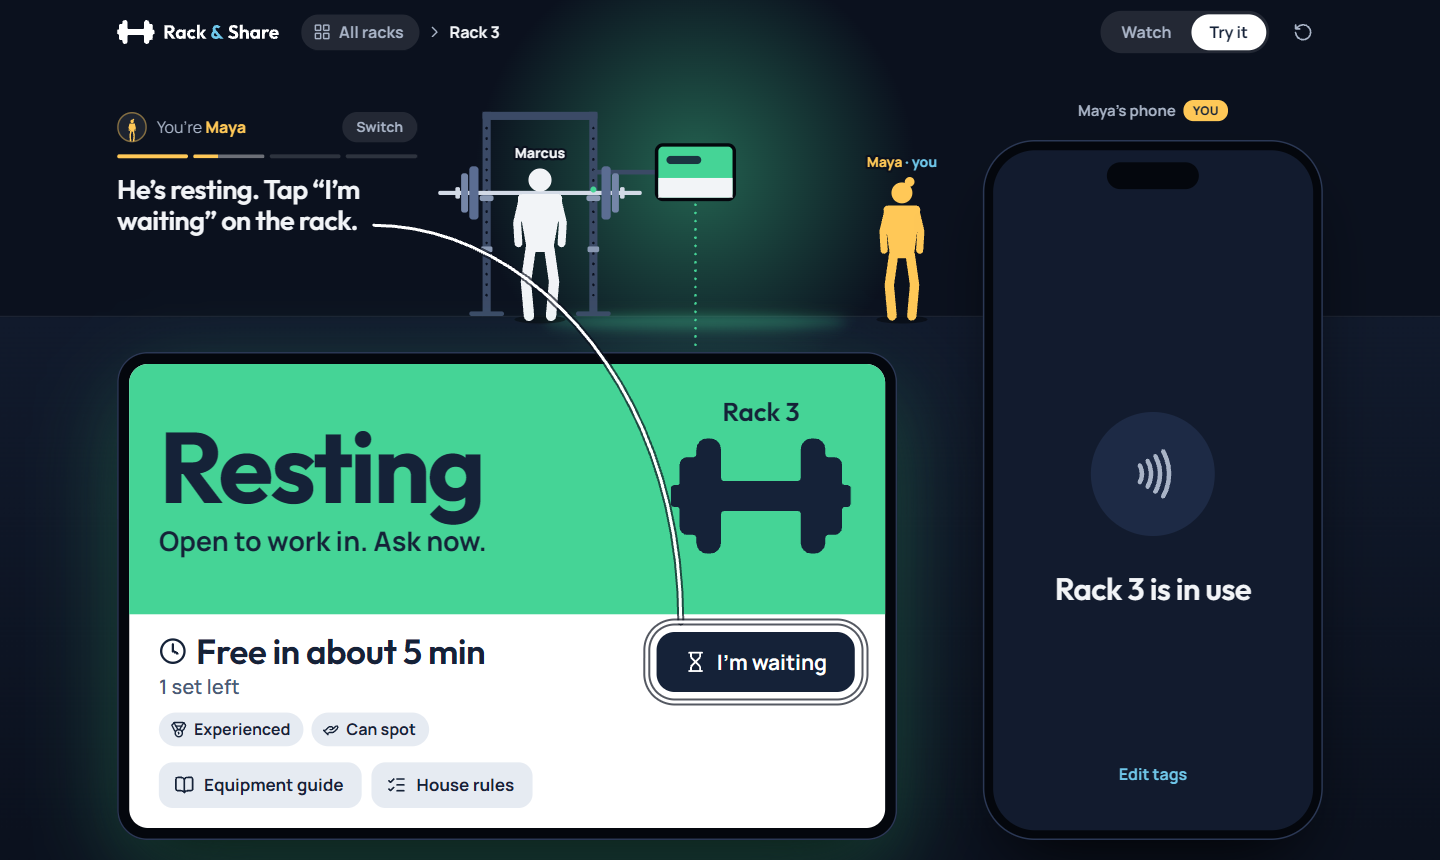 Rack & Share
All racks
Rack 3
Watch
Try it
You're Maya
Switch
He's resting. Tap “I'm
waiting” on the rack.
Marcus
Maya · you
Maya's phone
YOU
Resting
Open to work in. Ask now.
Rack 3
Free in about 5 min
1 set left
I'm waiting
Experienced
Can spot
Equipment guide
House rules
Rack 3 is in use
Edit tags